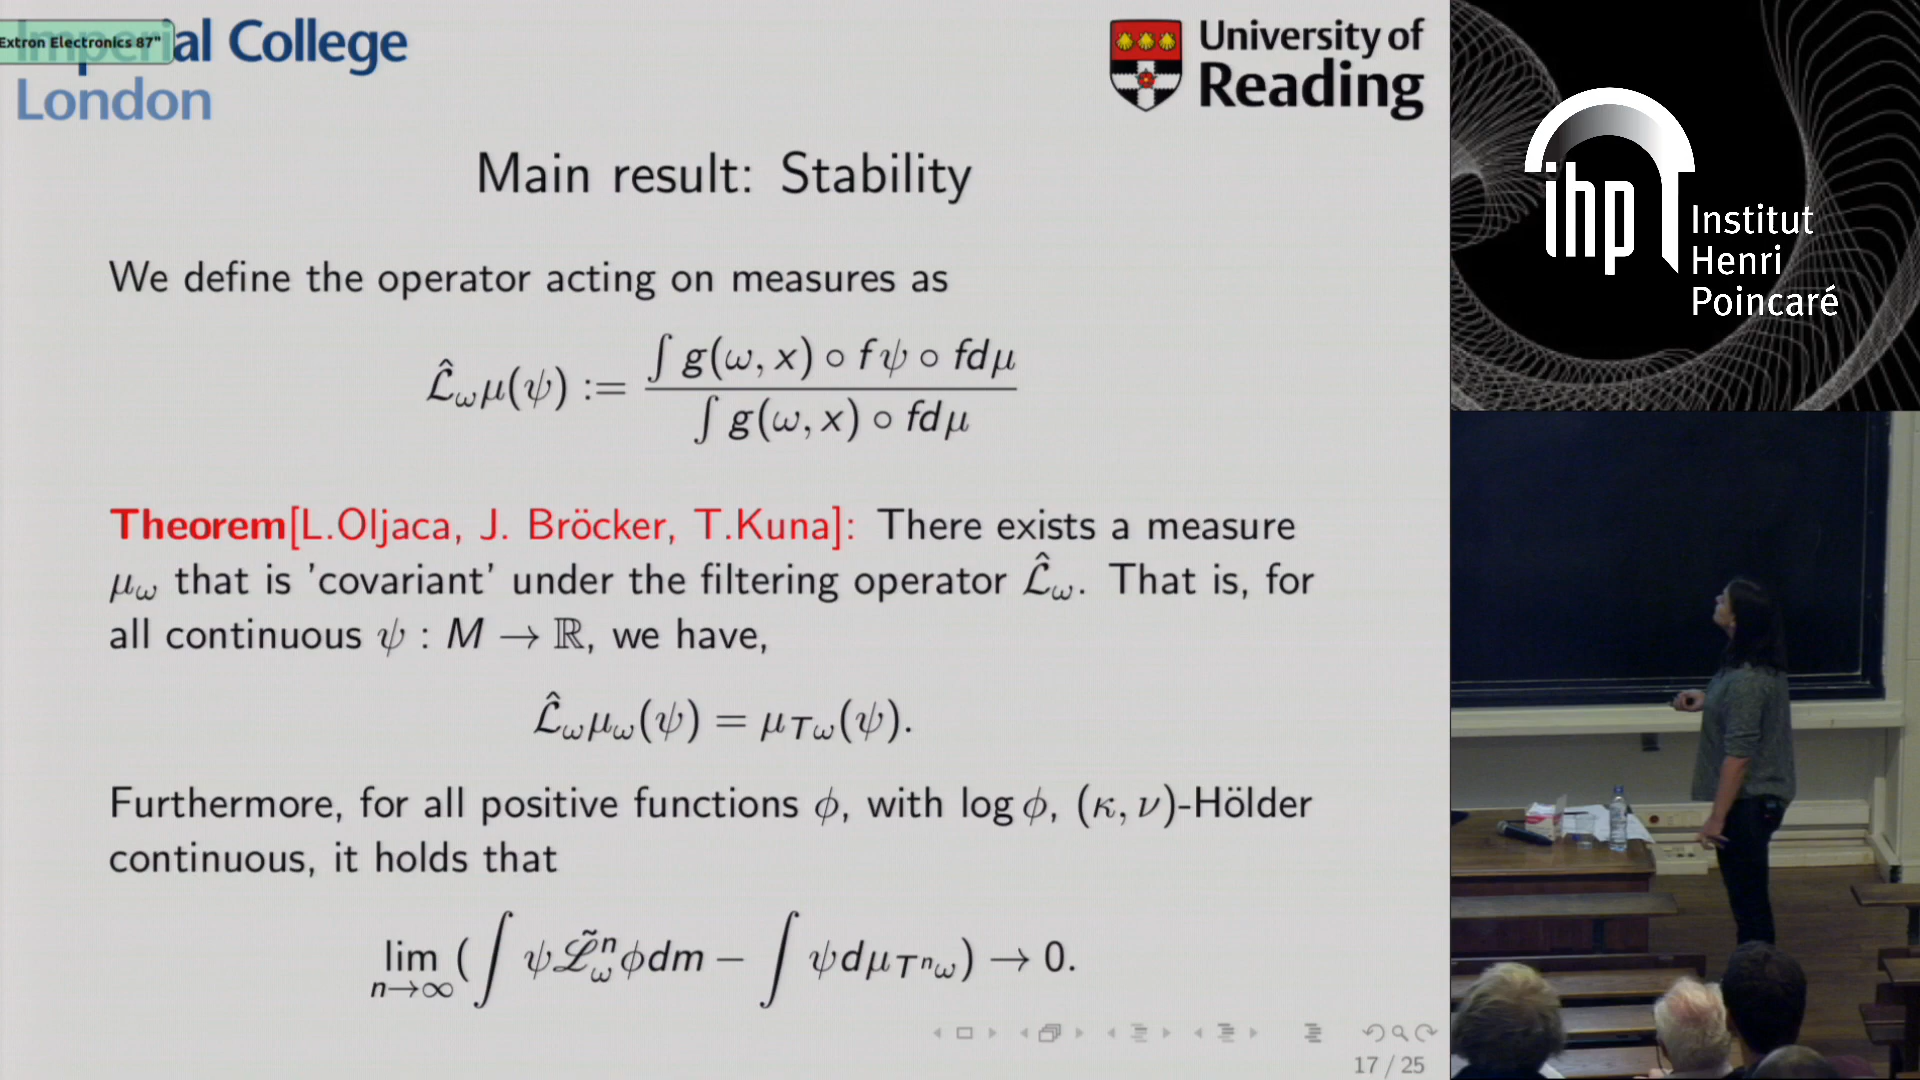 Extron Electronics 87"
Imperial College
London
University of
Reading
Main result: Stability
We define the operator acting on measures as
$\hat{\mathcal{L}}_\omega \mu(\psi) := \frac{\int g(\omega, x) \circ f \psi \circ f d\mu}{\int g(\omega, x) \circ f d\mu}$
Theorem[L.Oljaca, J. Bröcker, T.Kuna]: There exists a measure
$\mu_\omega$ that is 'covariant' under the filtering operator $\hat{\mathcal{L}}_\omega$. That is, for
all continuous $\psi : M \to \mathbb{R}$, we have,
$\hat{\mathcal{L}}_\omega \mu_\omega(\psi) = \mu_{T\omega}(\psi).$
Furthermore, for all positive functions $\phi$, with $\log \phi$, $(\kappa, \nu)$-Hölder
continuous, it holds that
$\lim_{n \to \infty} (\int \psi \tilde{\mathscr{L}}^n_\omega \phi dm - \int \psi d\mu_{T^n \omega}) \to 0.$
17 / 25
ihp
Institut
Henri
Poincaré